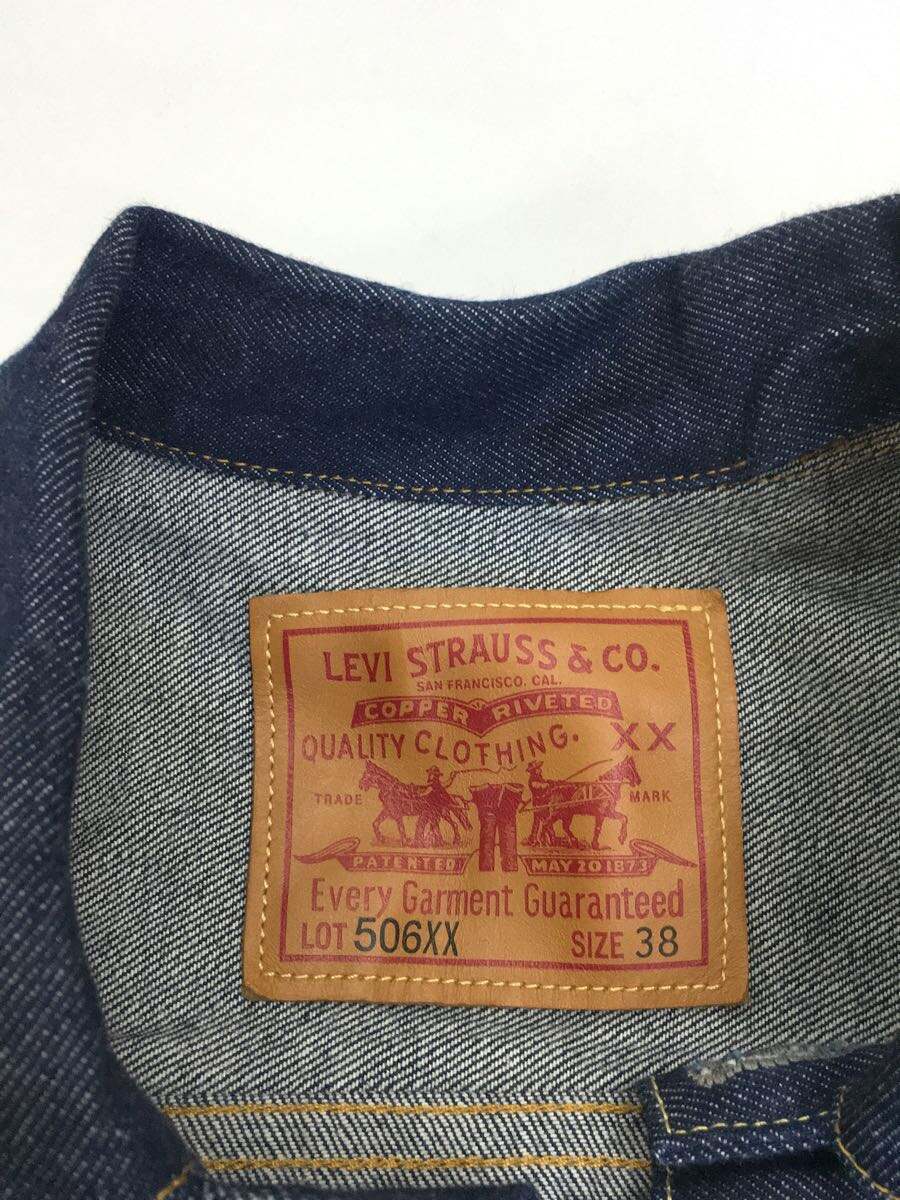 LEVI STRAUSS & CO.
SAN FRANCISCO, CAL.
COPPER RIVETED
QUALITY CLOTHING. XX
TRADE MARK
PATENTED MAY 20 1873
Every Garment Guaranteed
LOT 506XX SIZE 38